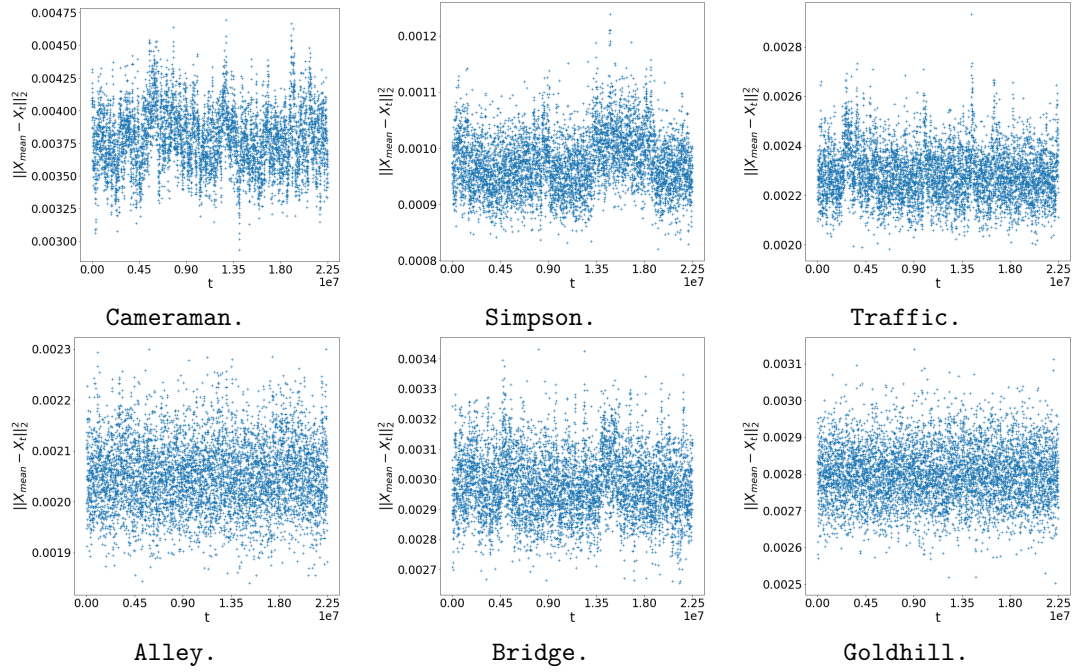 0.00475
0.00450
0.00425
0.00400
0.00375
0.00350
0.00325
0.00300
||X_mean − X_t||_2^2
0.00 0.45 0.90 1.35 1.80 2.25
1e7
t
Cameraman.
0.0012
0.0011
0.0010
0.0009
0.0008
||X_mean − X_t||_2^2
0.00 0.45 0.90 1.35 1.80 2.25
1e7
t
Simpson.
0.0028
0.0026
0.0024
0.0022
0.0020
||X_mean − X_t||_2^2
0.00 0.45 0.90 1.35 1.80 2.25
1e7
t
Traffic.
0.0023
0.0022
0.0021
0.0020
0.0019
||X_mean − X_t||_2^2
0.00 0.45 0.90 1.35 1.80 2.25
1e7
t
Alley.
0.0034
0.0033
0.0032
0.0031
0.0030
0.0029
0.0028
0.0027
||X_mean − X_t||_2^2
0.00 0.45 0.90 1.35 1.80 2.25
1e7
t
Bridge.
0.0031
0.0030
0.0029
0.0028
0.0027
0.0026
0.0025
||X_mean − X_t||_2^2
0.00 0.45 0.90 1.35 1.80 2.25
1e7
t
Goldhill.